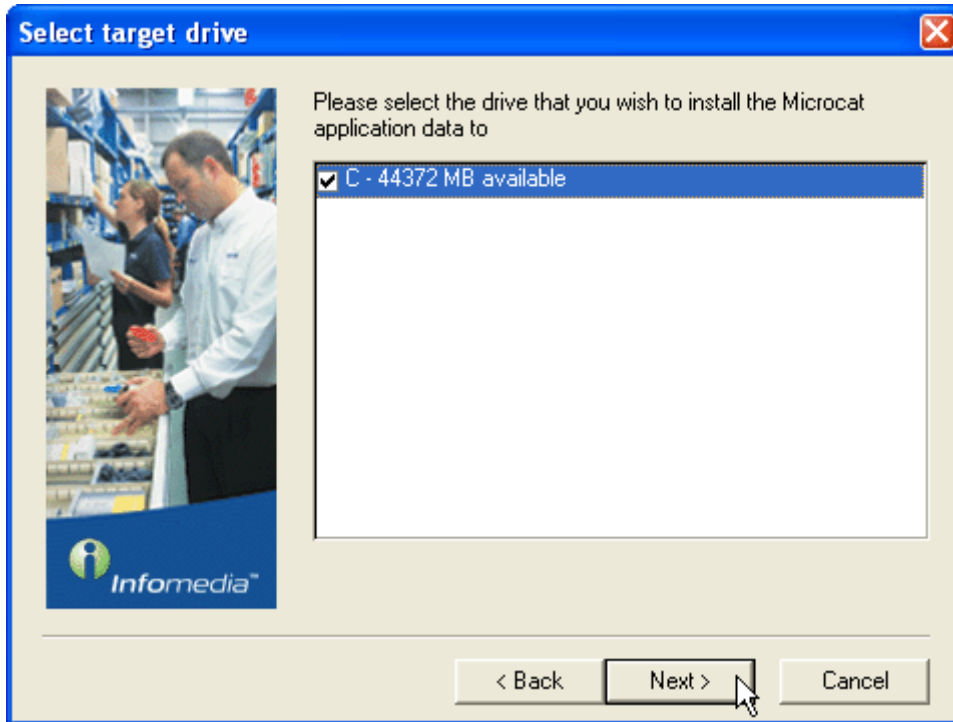 Select target drive
Please select the drive that you wish to install the Microcat
application data to
C - 44372 MB available
Infomedia™
< Back
Next >
Cancel